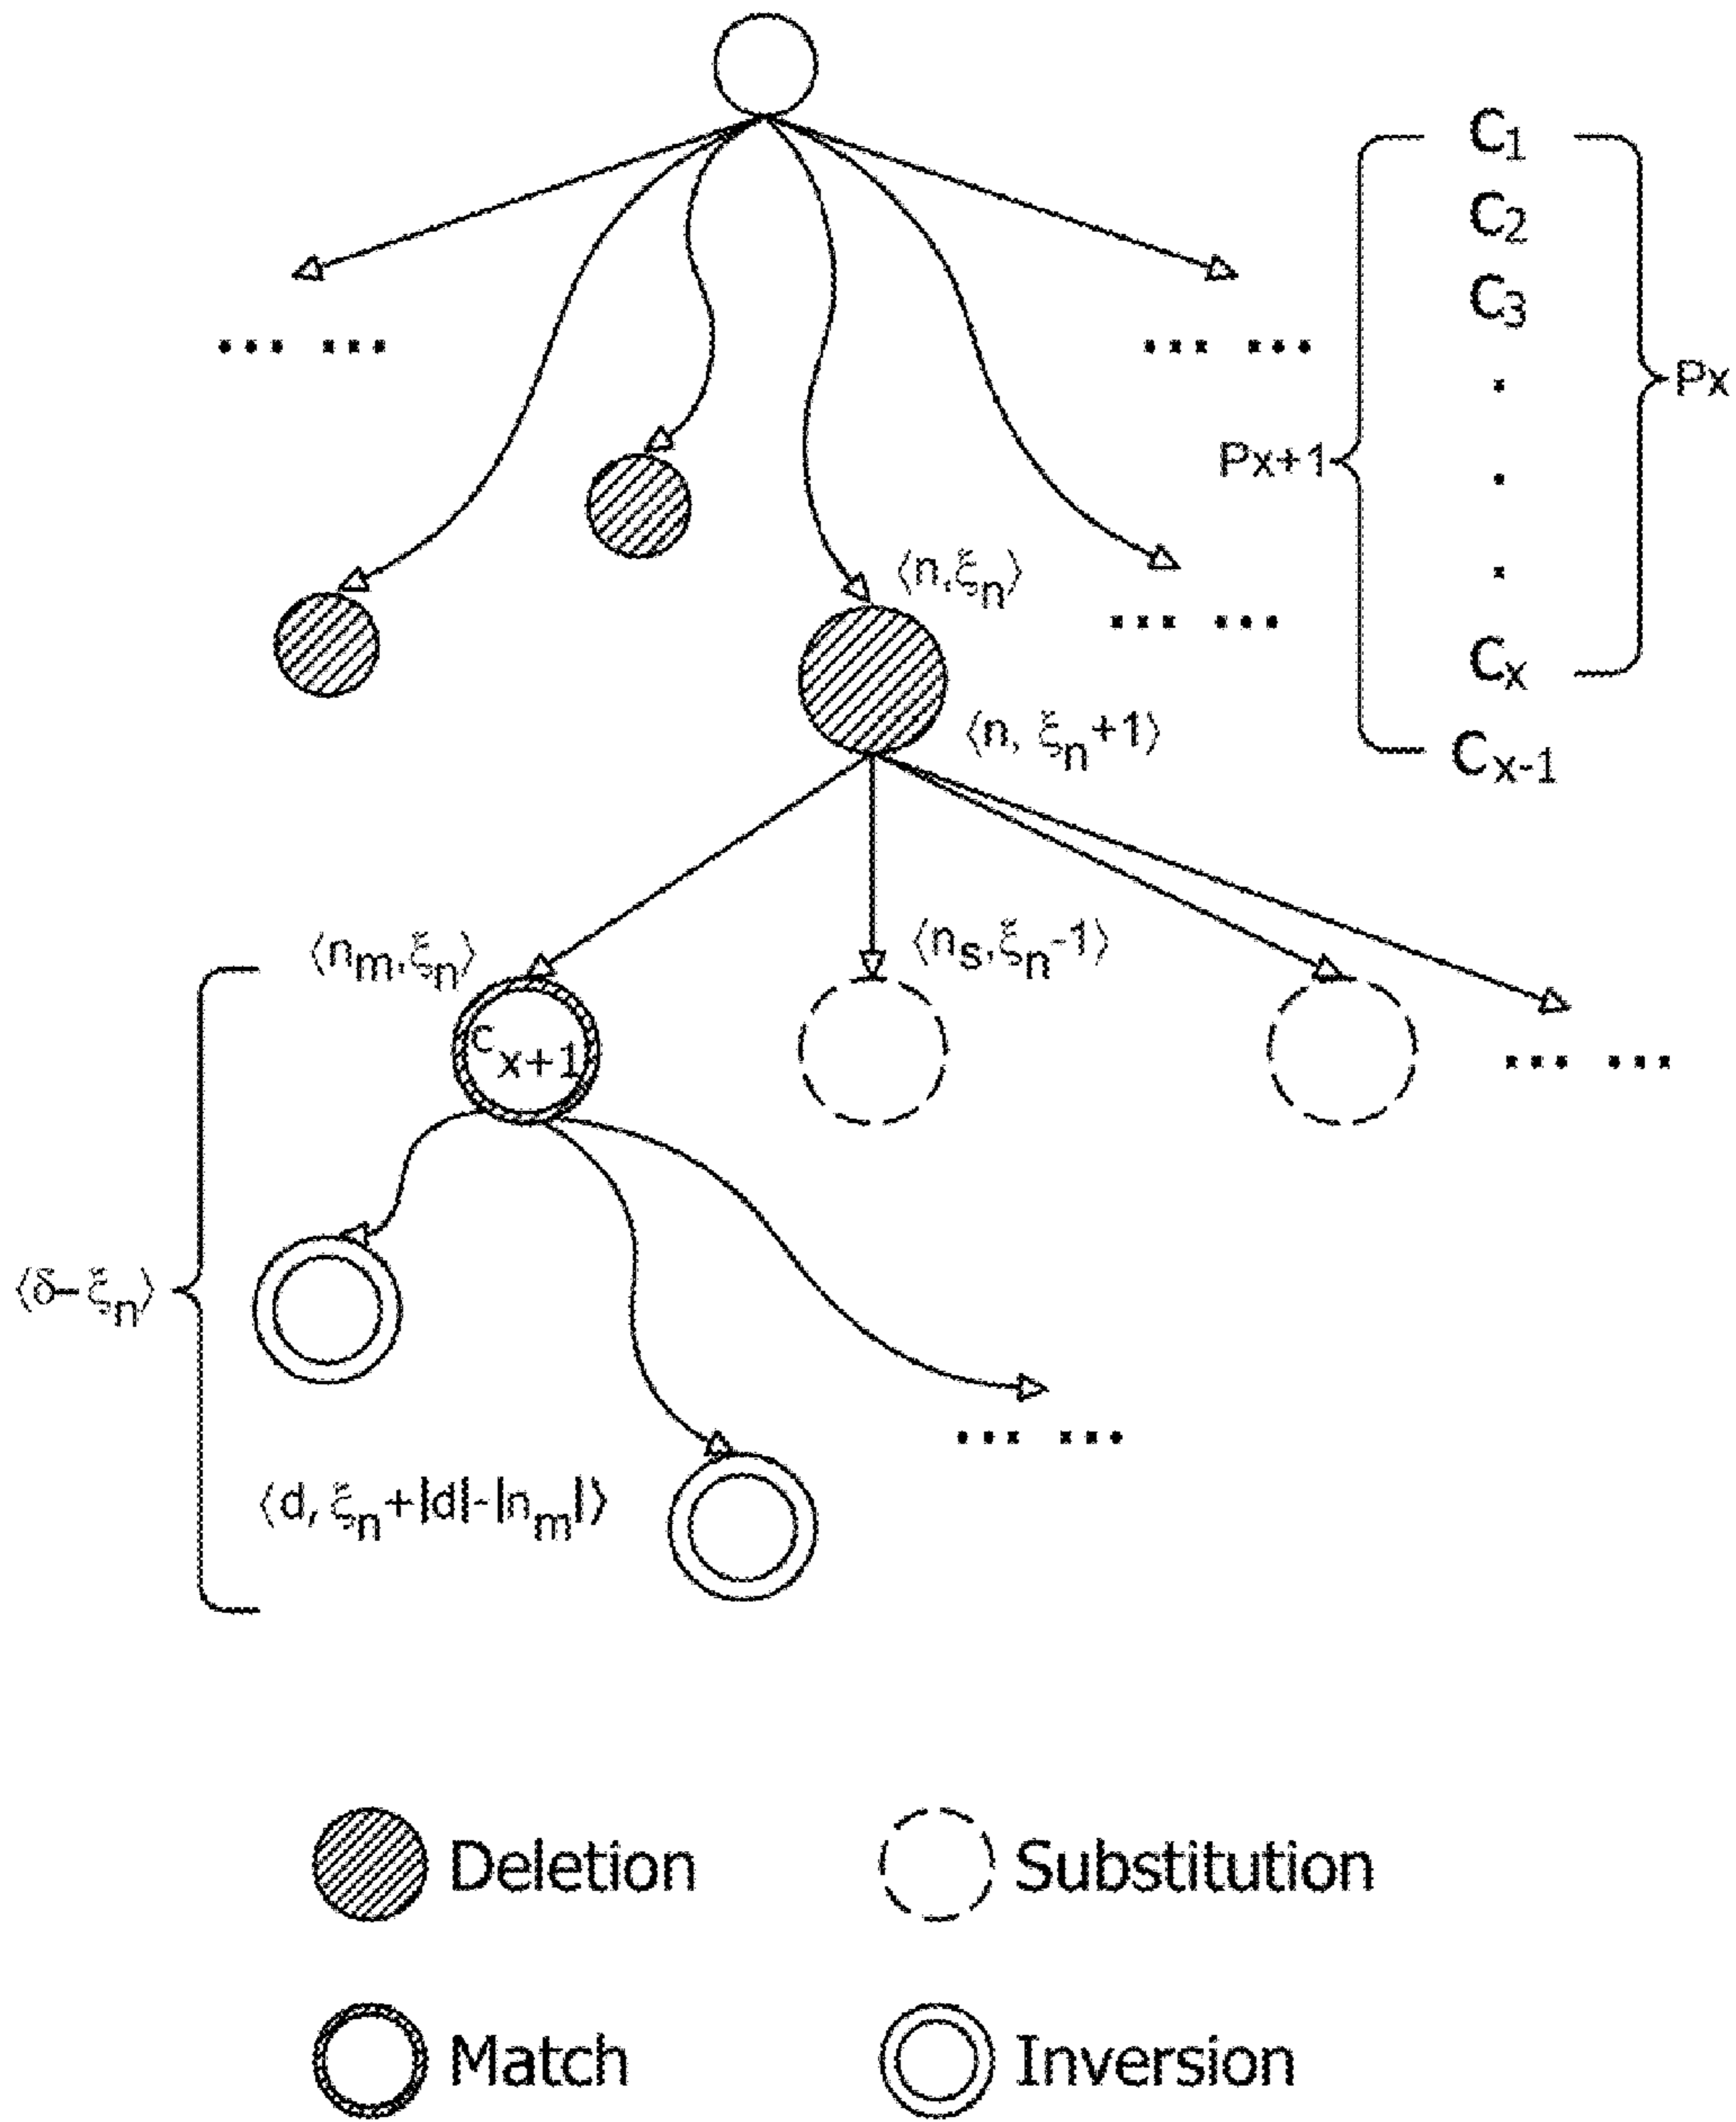 C₁
C₂
C₃
Px
Px+1
⟨n,ξₙ⟩
Cₓ
⟨n, ξₙ+1⟩
Cₓ₋₁
⟨nₘ,ξₙ⟩
⟨nₛ,ξₙ-1⟩
cₓ₊₁
⟨δ-ξₙ⟩
⟨d, ξₙ+|d|-|nₘ|⟩
Deletion
Substitution
Match
Inversion